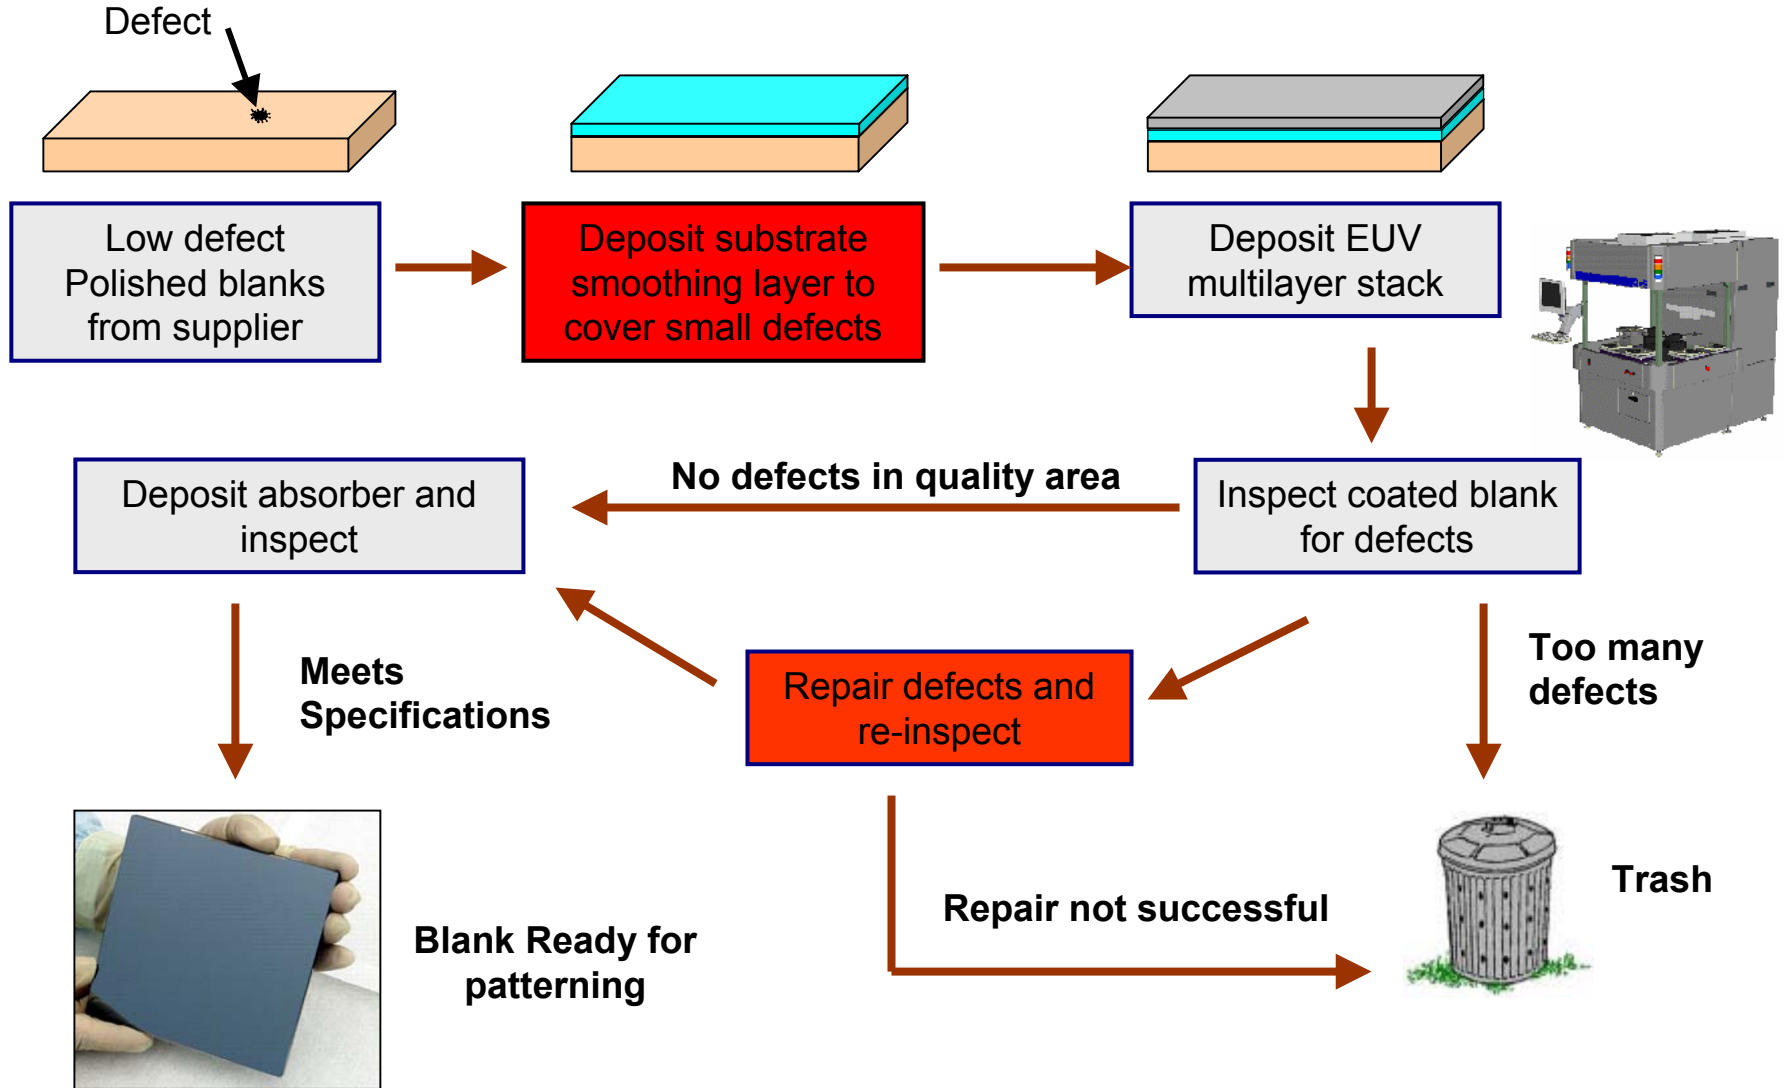 Defect
Low defect
Polished blanks
from supplier
Deposit substrate
smoothing layer to
cover small defects
Deposit EUV
multilayer stack
Deposit absorber and
inspect
No defects in quality area
Inspect coated blank
for defects
Meets
Specifications
Repair defects and
re-inspect
Too many
defects
Blank Ready for
patterning
Repair not successful
Trash